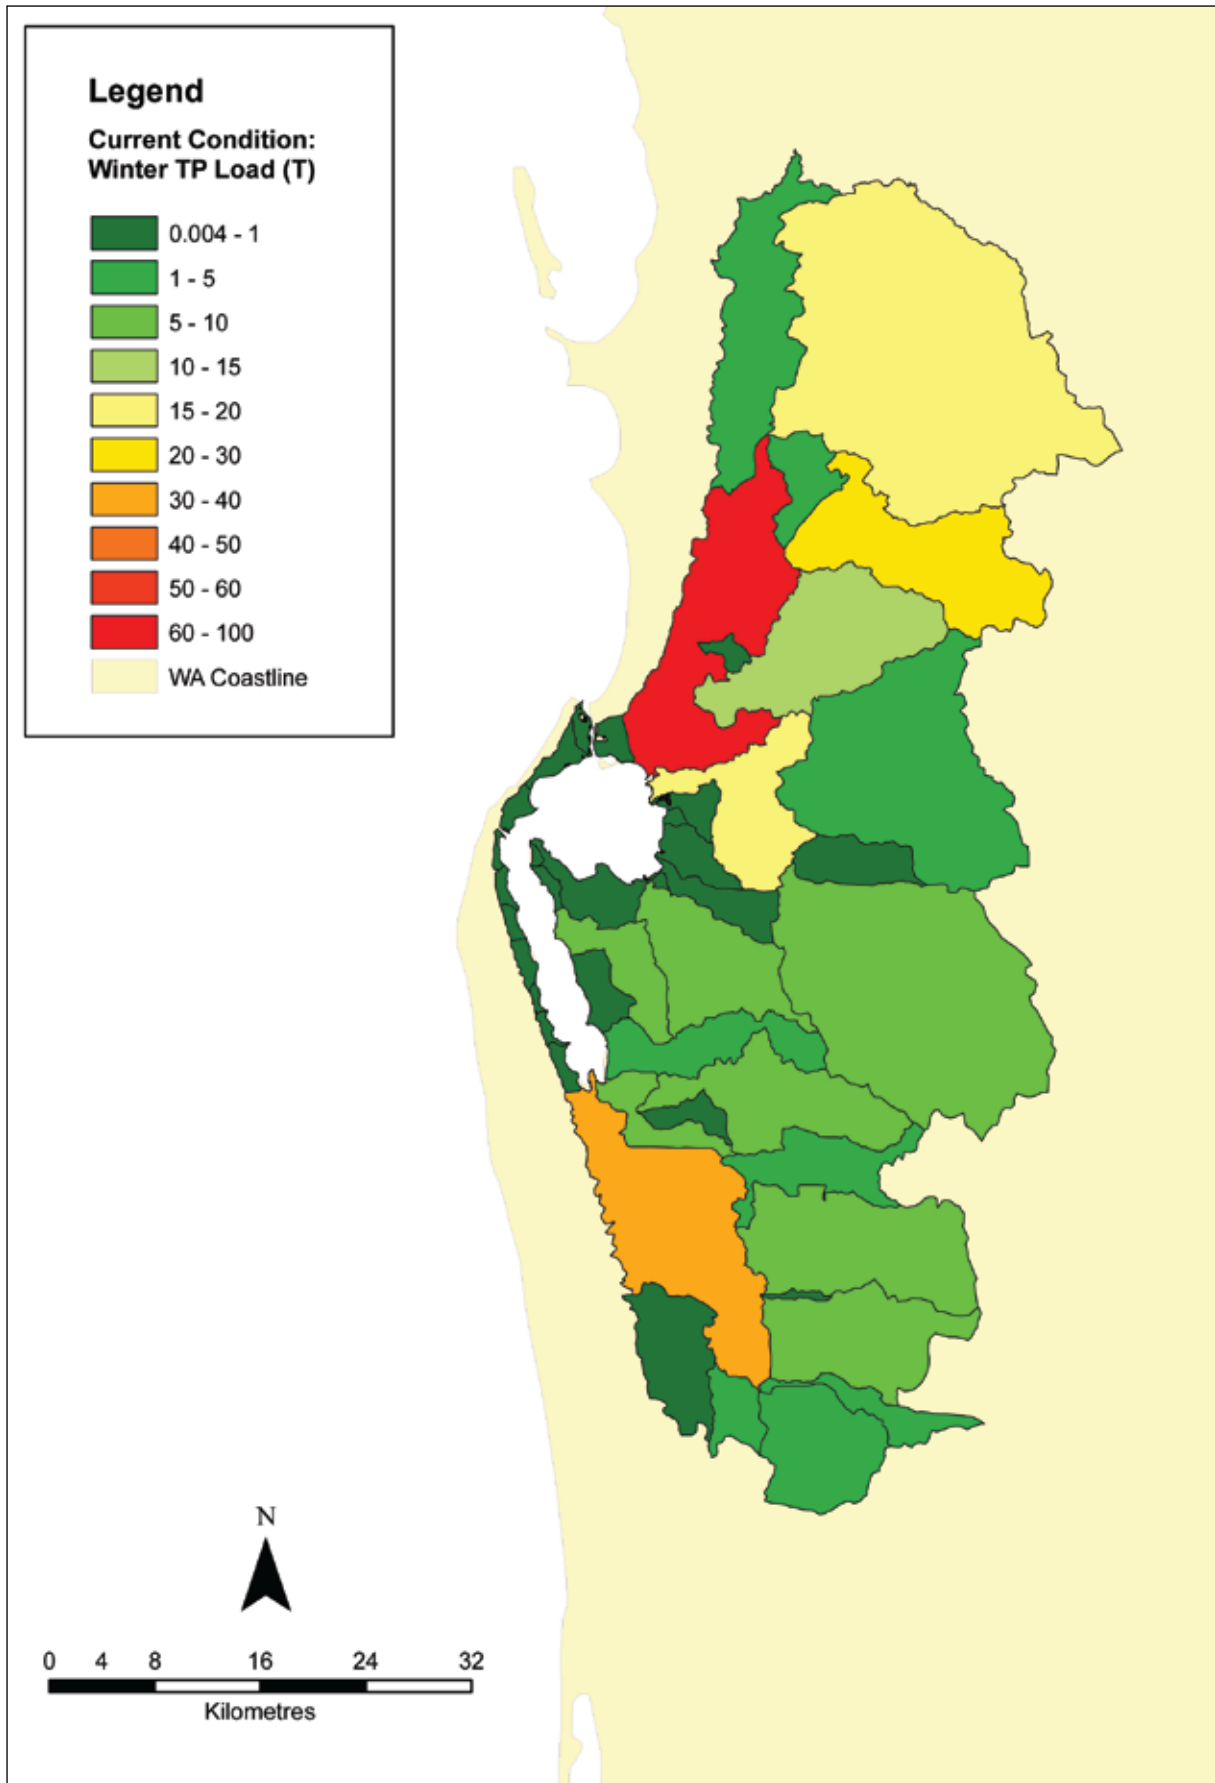 Legend
Current Condition:
Winter TP Load (T)
0.004 - 1
1 - 5
5 - 10
10 - 15
15 - 20
20 - 30
30 - 40
40 - 50
50 - 60
60 - 100
WA Coastline
N
0 4 8 16 24 32
Kilometres